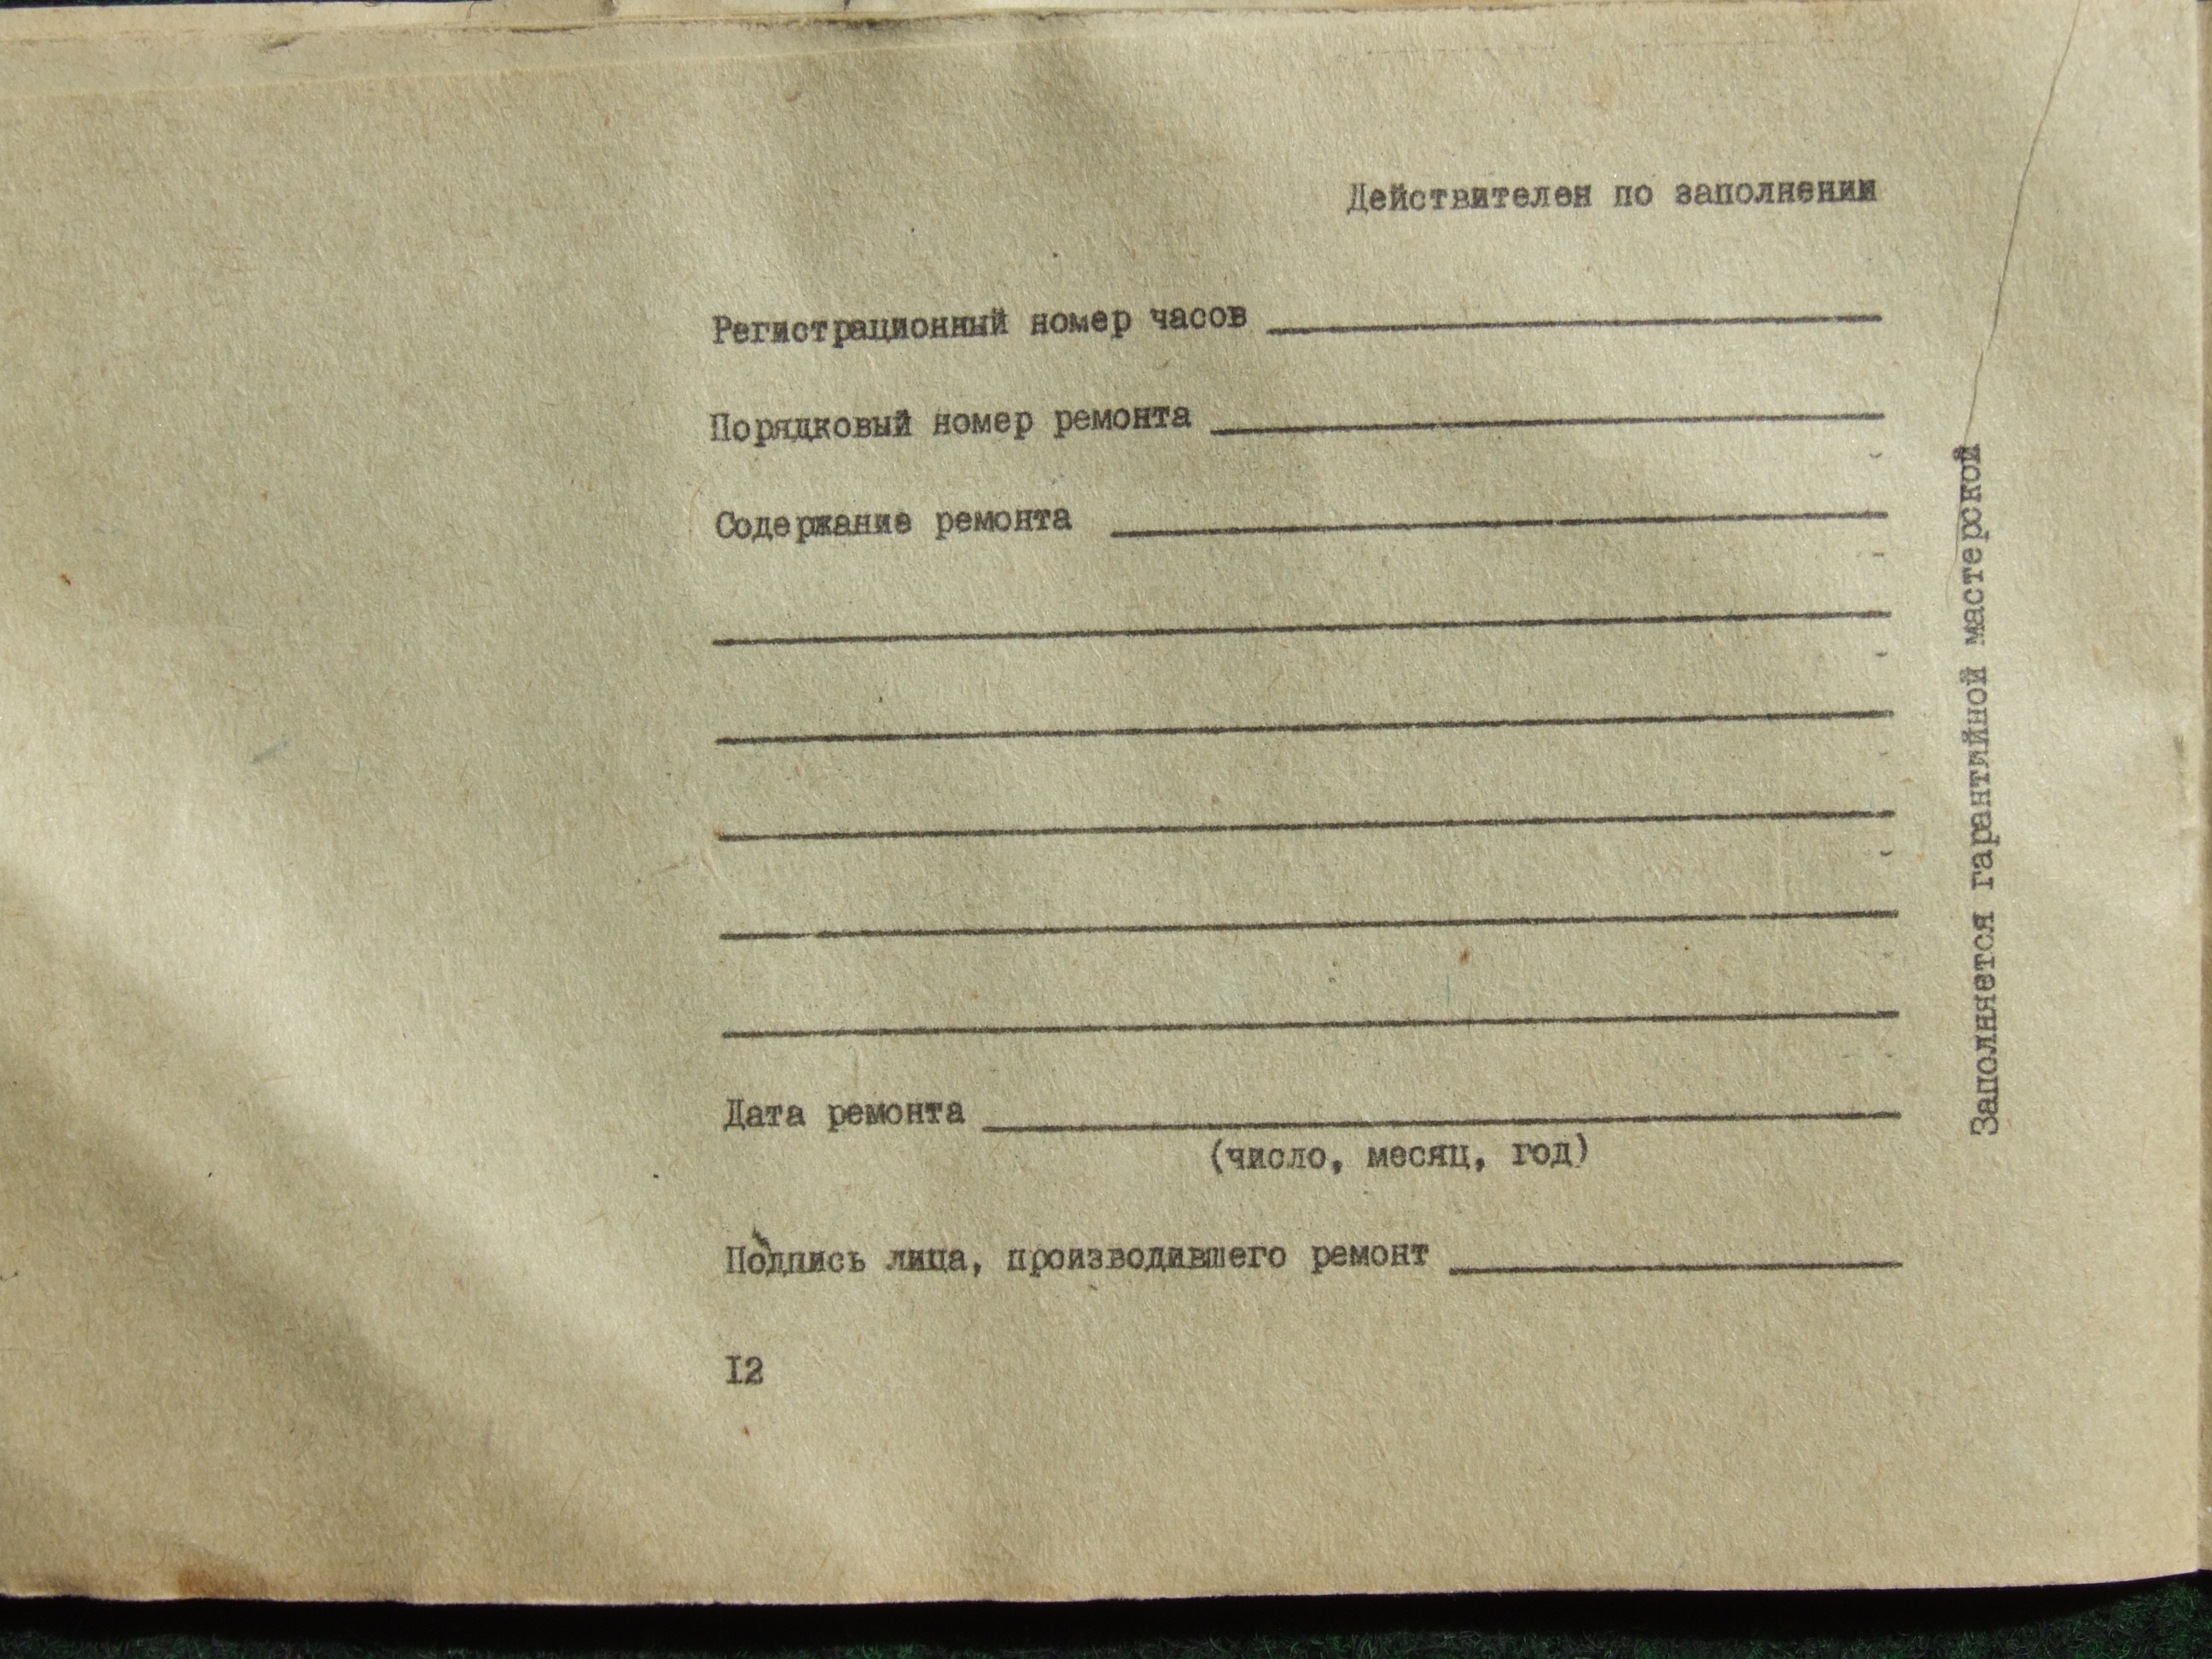 Действителен по заполнении
Регистрационный номер часов
Порядковый номер ремонта
Содержание ремонта
Дата ремонта
(число, месяц, год)
Подпись лица, производившего ремонт
I2
Заполняется гарантийной мастерской